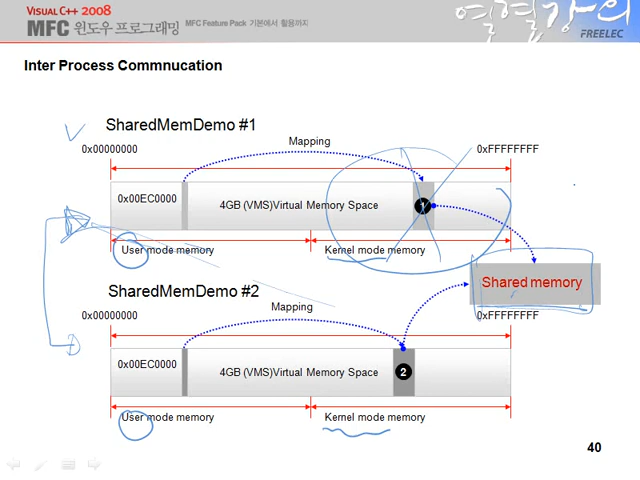 VISUAL C++ 2008
MFC 윈도우 프로그래밍 MFC Feature Pack 기본에서 활용까지
열혈강의
FREELEC
Inter Process Commnucation
SharedMemDemo #1
0x00000000
Mapping
0xFFFFFFFF
0x00EC0000
4GB (VMS)Virtual Memory Space
1
User mode memory
Kernel mode memory
Shared memory
SharedMemDemo #2
0x00000000
Mapping
0xFFFFFFFF
0x00EC0000
4GB (VMS)Virtual Memory Space
2
User mode memory
Kernel mode memory
40